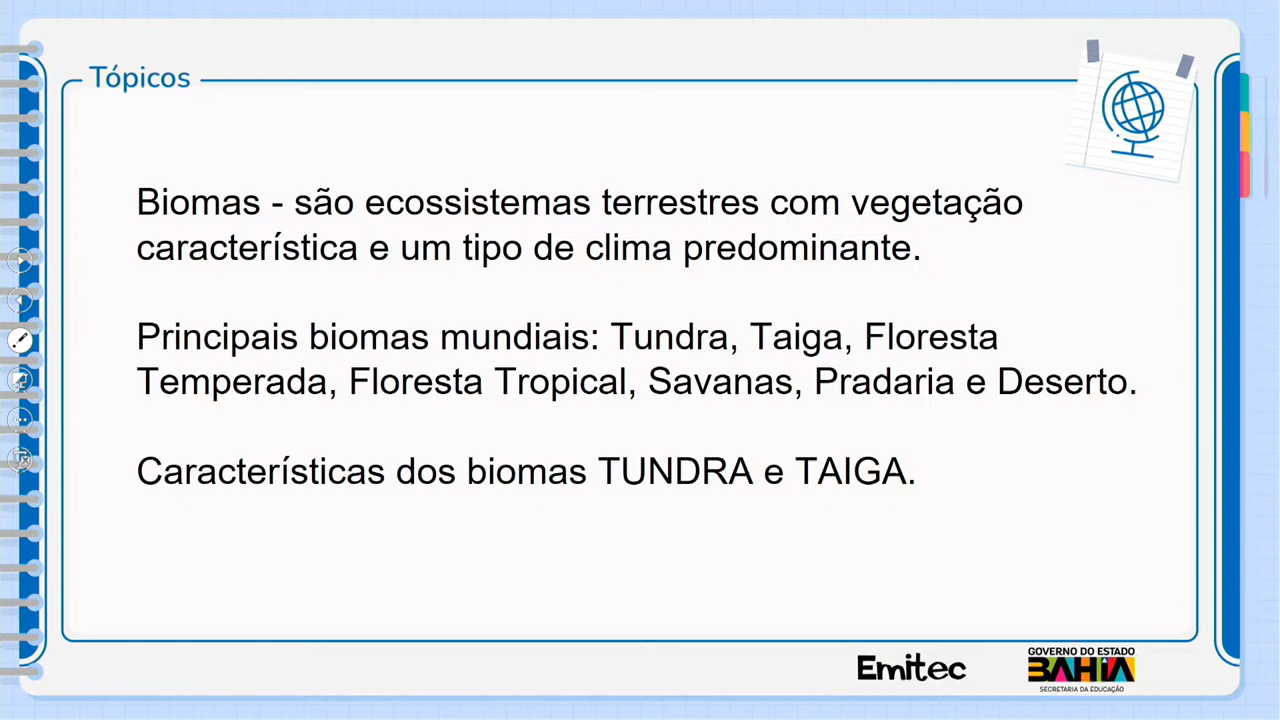 Tópicos
Biomas - são ecossistemas terrestres com vegetação
característica e um tipo de clima predominante.
Principais biomas mundiais: Tundra, Taiga, Floresta
Temperada, Floresta Tropical, Savanas, Pradaria e Deserto.
Características dos biomas TUNDRA e TAIGA.
Emitec
GOVERNO DO ESTADO
BAHIA
SECRETARIA DA EDUCAÇÃO